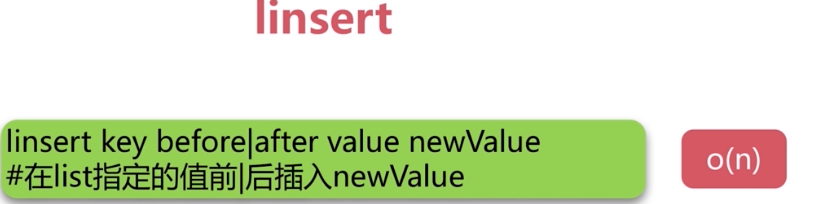 linsert
linsert key before|after value newValue
#在list指定的值前|后插入newValue
o(n)